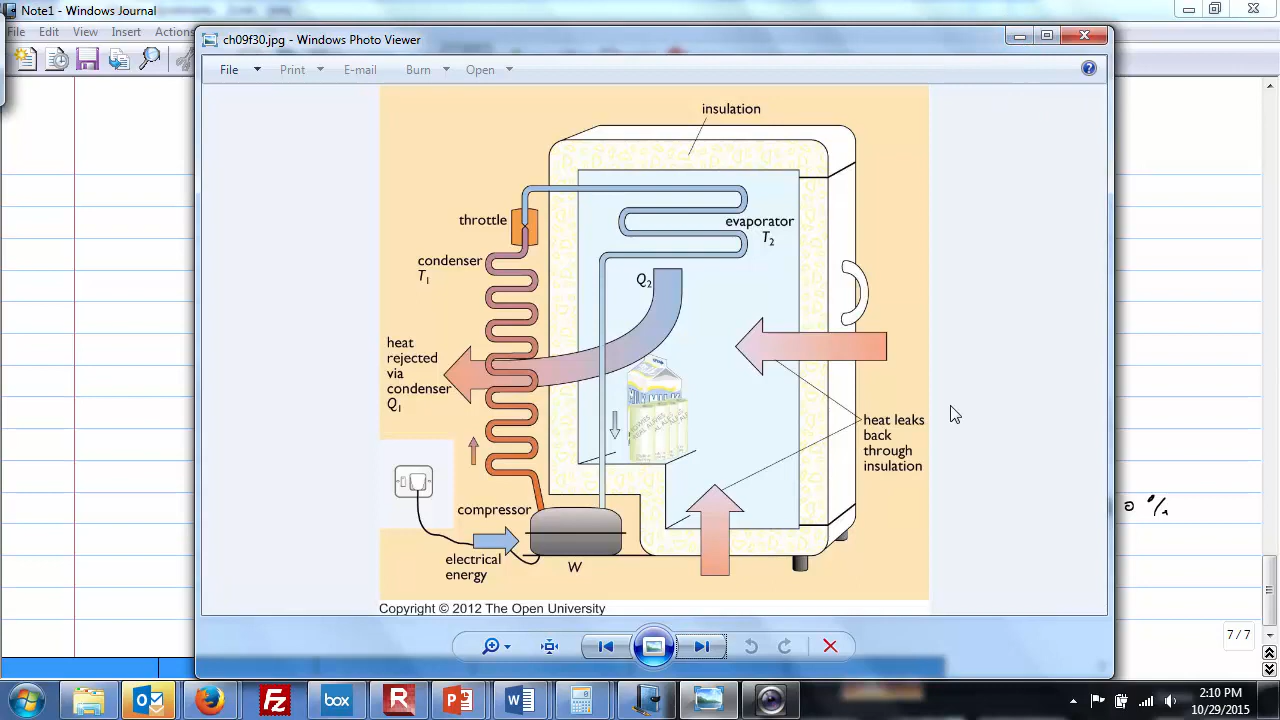 Note1 - Windows Journal
File Edit View Insert Actions
ch09f30.jpg - Windows Photo Viewer
File Print E-mail Burn Open
insulation
throttle
evaporator
T2
condenser
T1
Q2
heat
rejected
via
condenser
Q1
heat leaks
back
through
insulation
compressor
electrical
energy
W
Copyright © 2012 The Open University
7/7
box
2:10 PM
10/29/2015